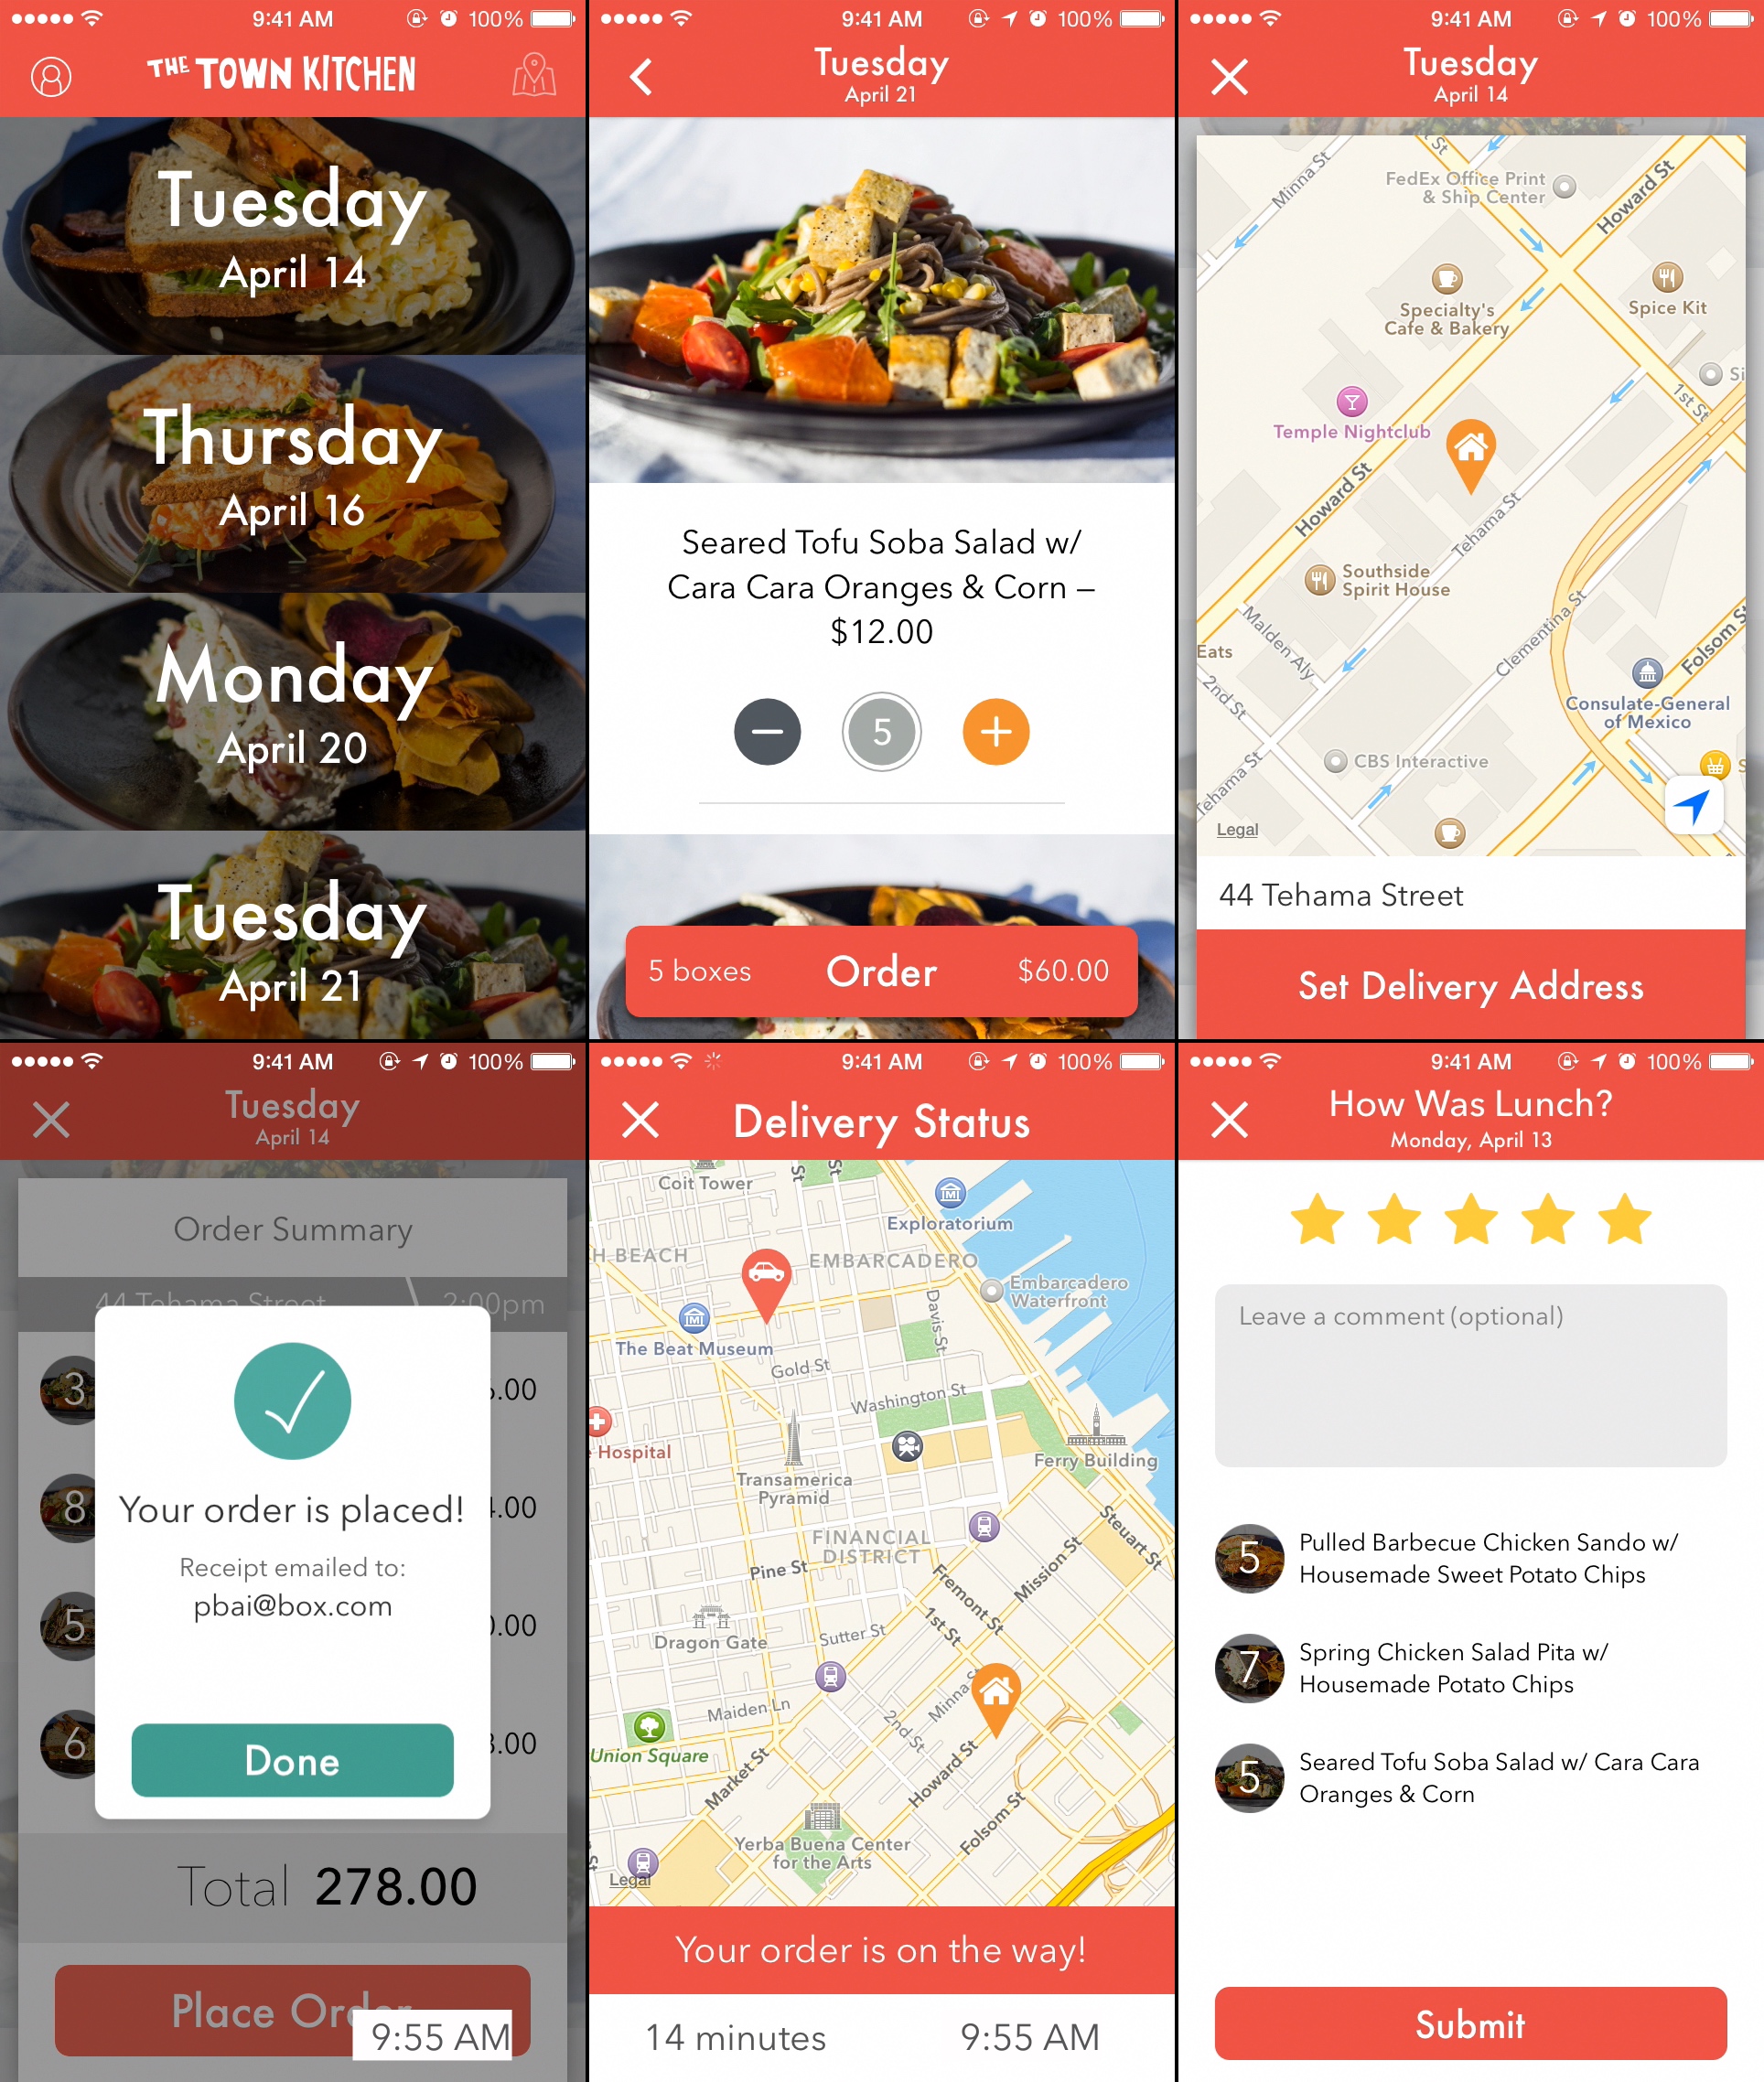 9:41 AM 100%
THE TOWN KITCHEN
Tuesday
April 14
Thursday
April 16
Monday
April 20
Tuesday
April 21
9:41 AM 100%
Tuesday
April 21
Seared Tofu Soba Salad w/
Cara Cara Oranges & Corn –
$12.00
5
5 boxes Order $60.00
9:41 AM 100%
Tuesday
April 14
St
Minna St
FedEx Office Print
& Ship Center
Howard St
Specialty's
Cafe & Bakery
Spice Kit
Si
1st St
Temple Nightclub
Howard St
Tehama St
Southside
Spirit House
Clementina St
Malden Aly
Eats
Folsom St
2nd St
Consulate-General
of Mexico
CBS Interactive
S
Tehama St
Legal
44 Tehama Street
Set Delivery Address
9:41 AM 100%
Tuesday
April 14
Order Summary
44 Tehama Street 2:00pm
3 .00
8 .00
5 .00
6 .00
Your order is placed!
Receipt emailed to:
pbai@box.com
Done
Total 278.00
Place Order
9:55 AM
9:41 AM 100%
Delivery Status
Coit Tower
St
St
Exploratorium
H BEACH
EMBARCADERO
Embarcadero
Waterfront
Davis St
The Beat Museum
Gold St
Washington St
Hospital
Ferry Building
Transamerica
Pyramid
FINANCIAL
DISTRICT
Steuart St
Pine St
Mission St
Fremont St
1st St
Dragon Gate
Sutter St
Minna S
Maiden Ln
2nd St
Union Square
Market St
Howard St
Folsom St
Yerba Buena Center
for the Arts
Legal
Your order is on the way!
14 minutes 9:55 AM
9:41 AM 100%
How Was Lunch?
Monday, April 13
Leave a comment (optional)
5 Pulled Barbecue Chicken Sando w/
Housemade Sweet Potato Chips
7 Spring Chicken Salad Pita w/
Housemade Potato Chips
5 Seared Tofu Soba Salad w/ Cara Cara
Oranges & Corn
Submit